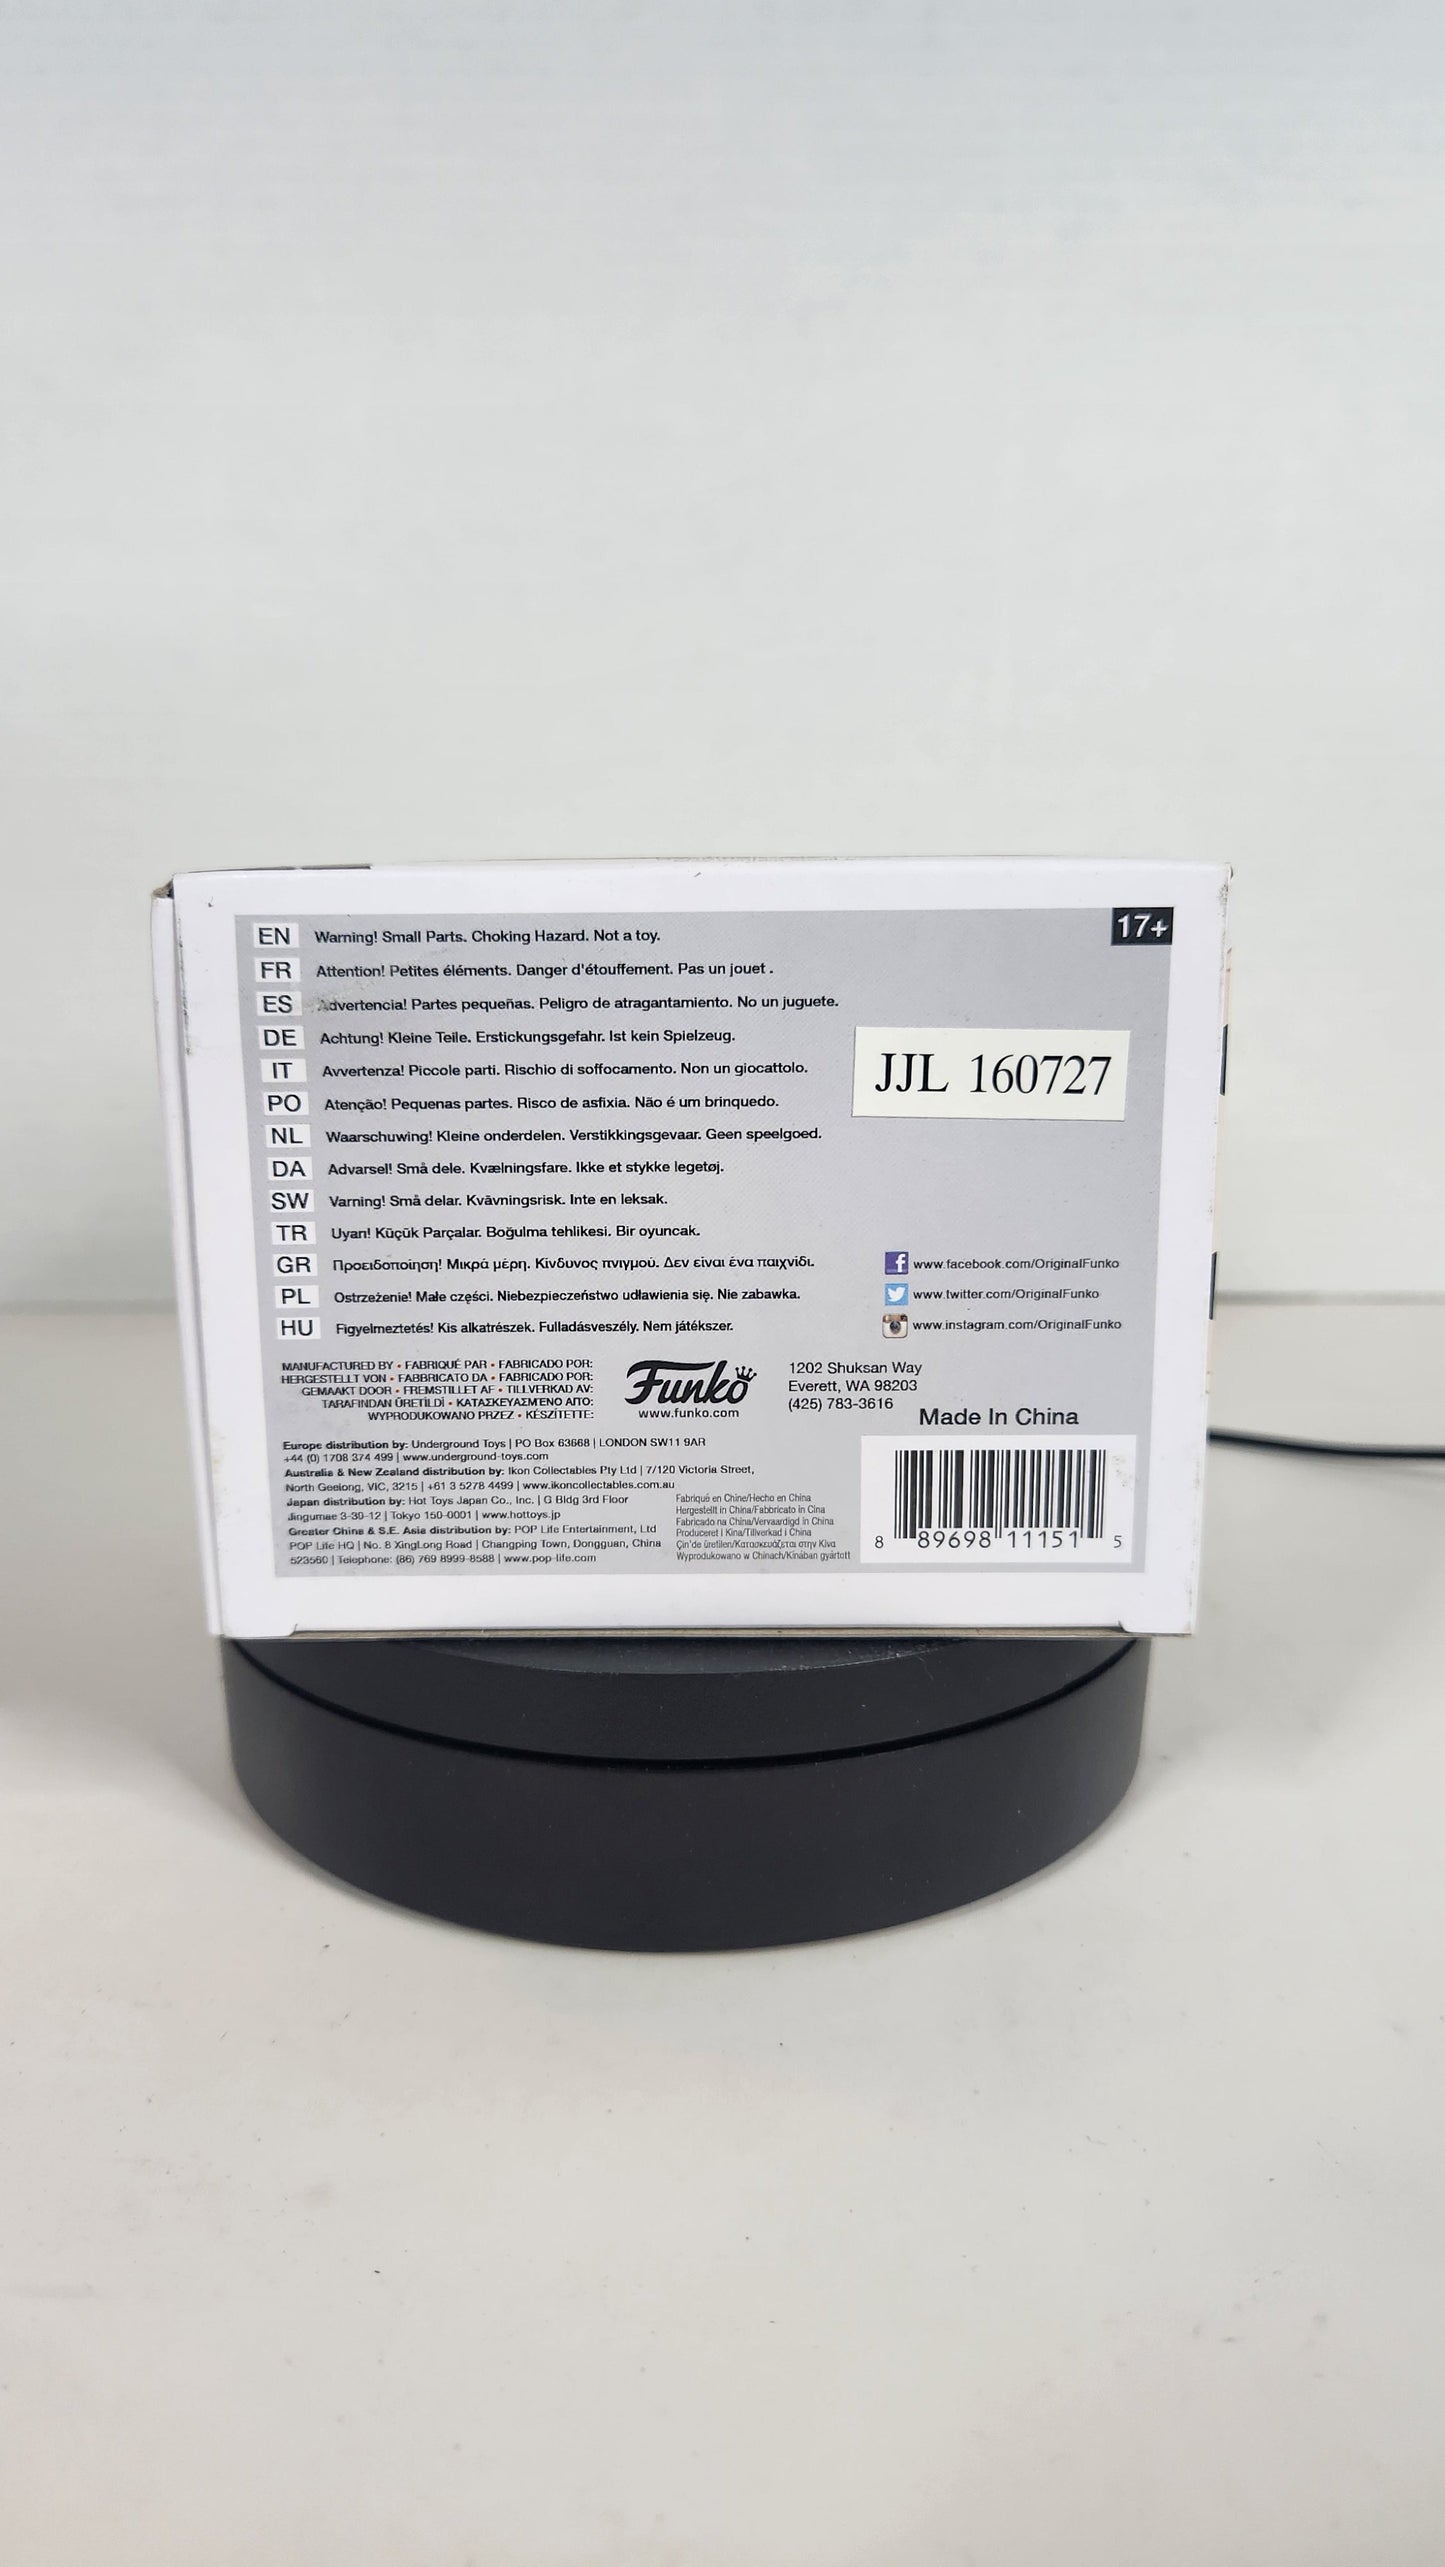 17+
EN Warning! Small Parts. Choking Hazard. Not a toy.
FR Attention! Petites éléments. Danger d'étouffement. Pas un jouet .
ES Advertencia! Partes pequeñas. Peligro de atragantamiento. No un juguete.
DE Achtung! Kleine Teile. Erstickungsgefahr. Ist kein Spielzeug.
IT Avvertenza! Piccole parti. Rischio di soffocamento. Non un giocattolo.
PO Atenção! Pequenas partes. Risco de asfixia. Não é um brinquedo.
NL Waarschuwing! Kleine onderdelen. Verstikkingsgevaar. Geen speelgoed.
DA Advarsel! Små dele. Kvælningsfare. Ikke et stykke legetøj.
SW Varning! Små delar. Kvävningsrisk. Inte en leksak.
TR Uyarı! Küçük Parçalar. Boğulma tehlikesi. Bir oyuncak.
GR Προειδοποίηση! Μικρά μέρη. Κίνδυνος πνιγμού. Δεν είναι ένα παιχνίδι.
PL Ostrzeżenie! Małe części. Niebezpieczeństwo udławienia się. Nie zabawka.
HU Figyelmeztetés! Kis alkatrészek. Fulladásveszély. Nem játékszer.
JJL 160727
www.facebook.com/OriginalFunko
www.twitter.com/OriginalFunko
www.instagram.com/OriginalFunko
MANUFACTURED BY • FABRIQUÉ PAR • FABRICADO POR:
HERGESTELLT VON • FABBRICATO DA • FABRICADO POR:
GEMAAKT DOOR • FREMSTILLET AF • TILLVERKAD AV:
TARAFINDAN ÜRETİLDİ • ΚΑΤΑΣΚΕΥΑΣΜΈΝΟ ΑΠΌ:
WYPRODUKOWANO PRZEZ • KÉSZÍTETTE:
Funko
www.funko.com
1202 Shuksan Way
Everett, WA 98203
(425) 783-3616
Made In China
Europe distribution by: Underground Toys | PO Box 63668 | LONDON SW11 9AR
+44 (0) 1708 374 499 | www.underground-toys.com
Australia & New Zealand distribution by: Ikon Collectables Pty Ltd | 7/120 Victoria Street,
North Geelong, VIC, 3215 | +61 3 5278 4499 | www.ikoncollectables.com.au
Japan distribution by: Hot Toys Japan Co., Inc. | G Bldg 3rd Floor
Jingumae 3-30-12 | Tokyo 150-0001 | www.hottoys.jp
Greater China & S.E. Asia distribution by: POP Life Entertainment, Ltd
POP Life HQ | No. 8 XingLong Road | Changping Town, Dongguan, China
523560 | Telephone: (86) 769 8999-8588 | www.pop-life.com
Fabriqué en Chine/Hecho en China
Hergestellt in China/Fabbricato in Cina
Fabricado na China/Vervaardigd in China
Produceret i Kina/Tillverkad i China
Çin'de üretilen/Κατασκευάζεται στην Κίνα
Wyprodukowano w Chinach/Kínában gyártott
8 89698 11151 5